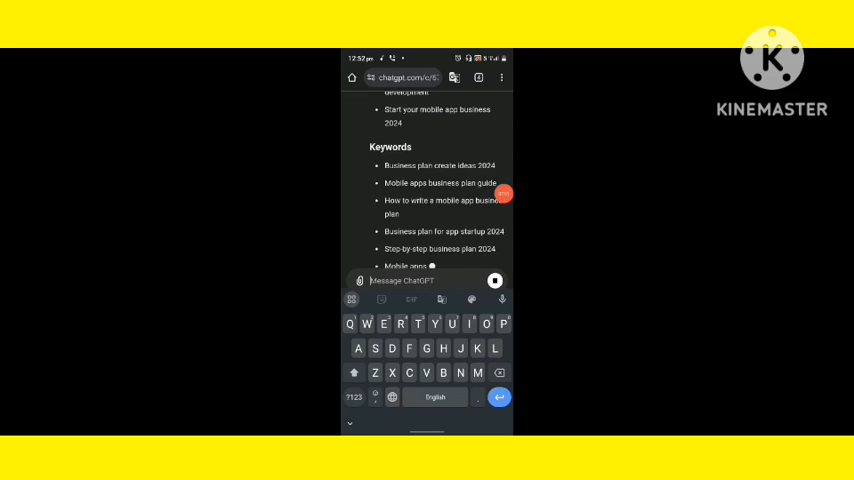 12:52 pm
KINEMASTER
chatgpt.com/c/6
4
development
Start your mobile app business
2024
Keywords
Business plan create ideas 2024
Mobile apps business plan guide
How to write a mobile app
plan
Business plan for app startup 2024
Step-by-step business plan 2024
Mobile apps
Message ChatGPT
GIF
Q W E R T Y U I O P
A S D F G H J K L
Z X C V B N M
?123 , English .